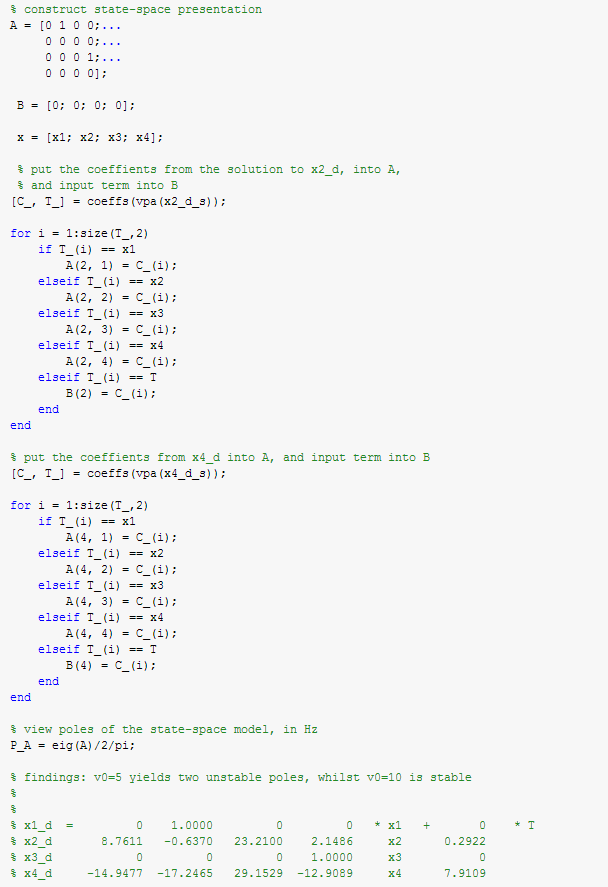 % construct state-space presentation
A = [0 1 0 0;...
0 0 0 0;...
0 0 0 1;...
0 0 0 0];
B = [0; 0; 0; 0];
x = [x1; x2; x3; x4];
% put the coeffients from the solution to x2_d, into A,
% and input term into B
[C_, T_] = coeffs(vpa(x2_d_s));
for i = 1:size(T_,2)
if T_(i) == x1
A(2, 1) = C_(i);
elseif T_(i) == x2
A(2, 2) = C_(i);
elseif T_(i) == x3
A(2, 3) = C_(i);
elseif T_(i) == x4
A(2, 4) = C_(i);
elseif T_(i) == T
B(2) = C_(i);
end
end
% put the coeffients from x4_d into A, and input term into B
[C_, T_] = coeffs(vpa(x4_d_s));
for i = 1:size(T_,2)
if T_(i) == x1
A(4, 1) = C_(i);
elseif T_(i) == x2
A(4, 2) = C_(i);
elseif T_(i) == x3
A(4, 3) = C_(i);
elseif T_(i) == x4
A(4, 4) = C_(i);
elseif T_(i) == T
B(4) = C_(i);
end
end
% view poles of the state-space model, in Hz
P_A = eig(A)/2/pi;
% findings: v0=5 yields two unstable poles, whilst v0=10 is stable
%
%
% x1_d = 0 1.0000 0 0 * x1 + 0 * T
% x2_d 8.7611 -0.6370 23.2100 2.1486 x2 0.2922
% x3_d 0 0 0 1.0000 x3 0
% x4_d -14.9477 -17.2465 29.1529 -12.9089 x4 7.9109